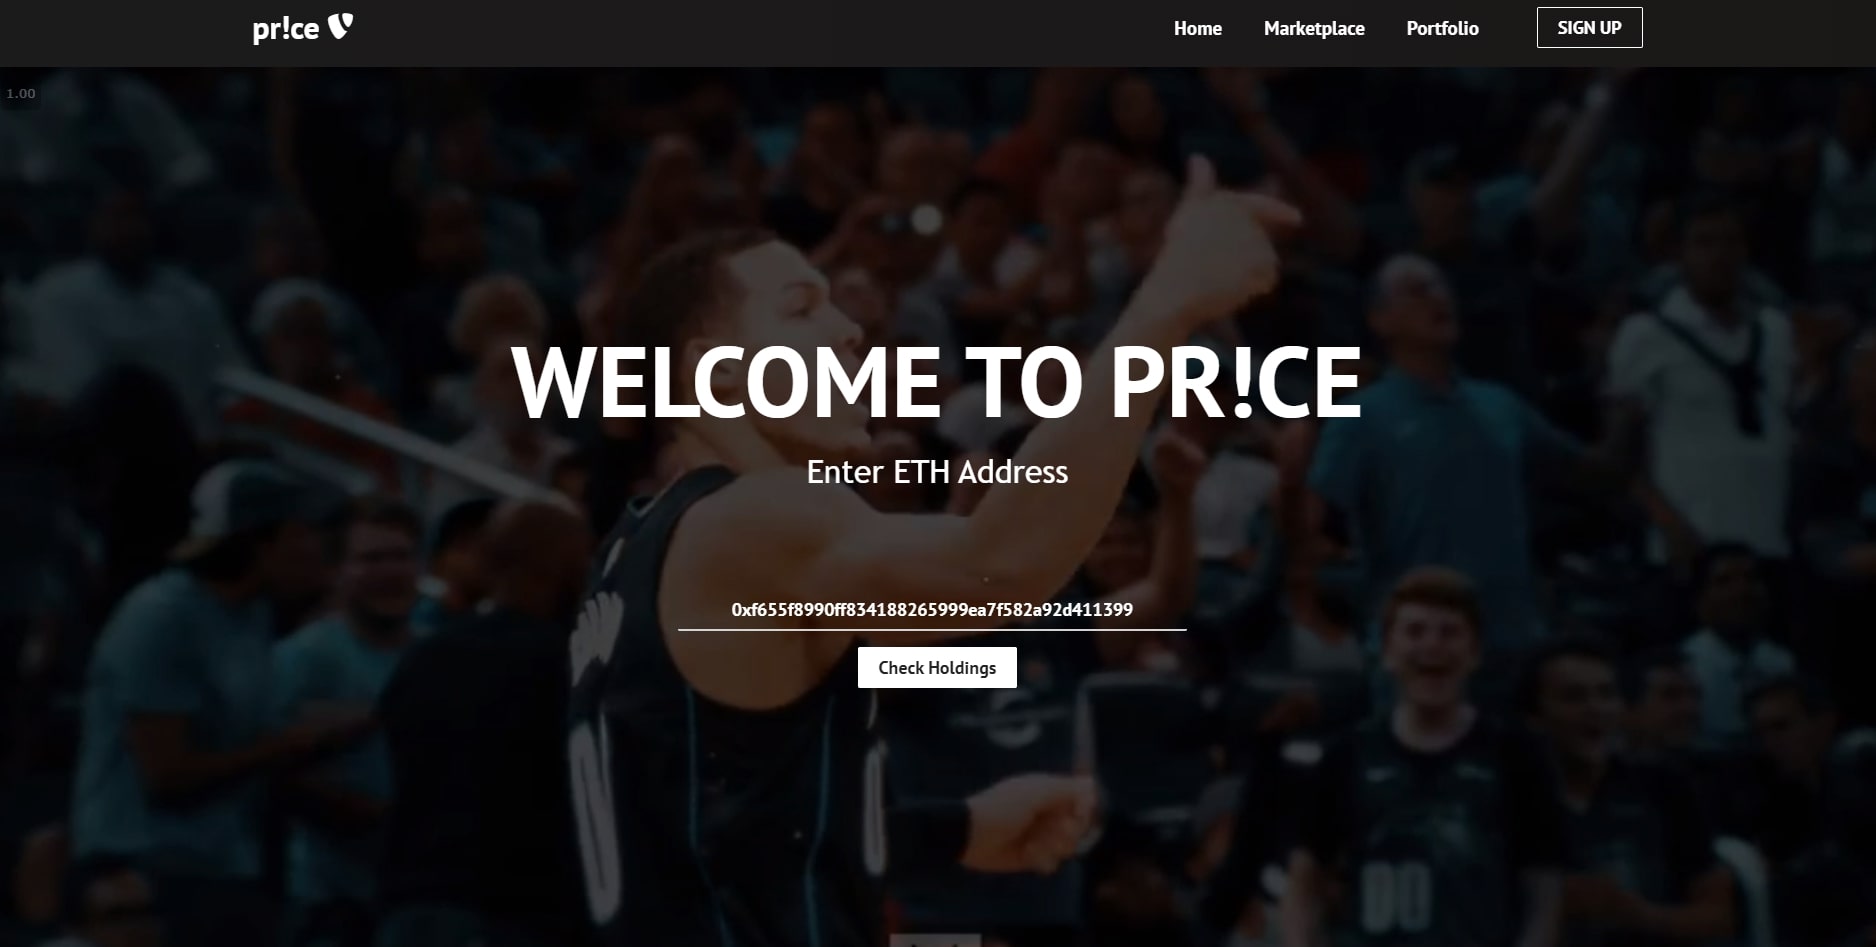 pr!ce
Home
Marketplace
Portfolio
SIGN UP
1.00
WELCOME TO PR!CE
Enter ETH Address
0xf655f8990ff834188265999ea7f582a92d411399
Check Holdings
00